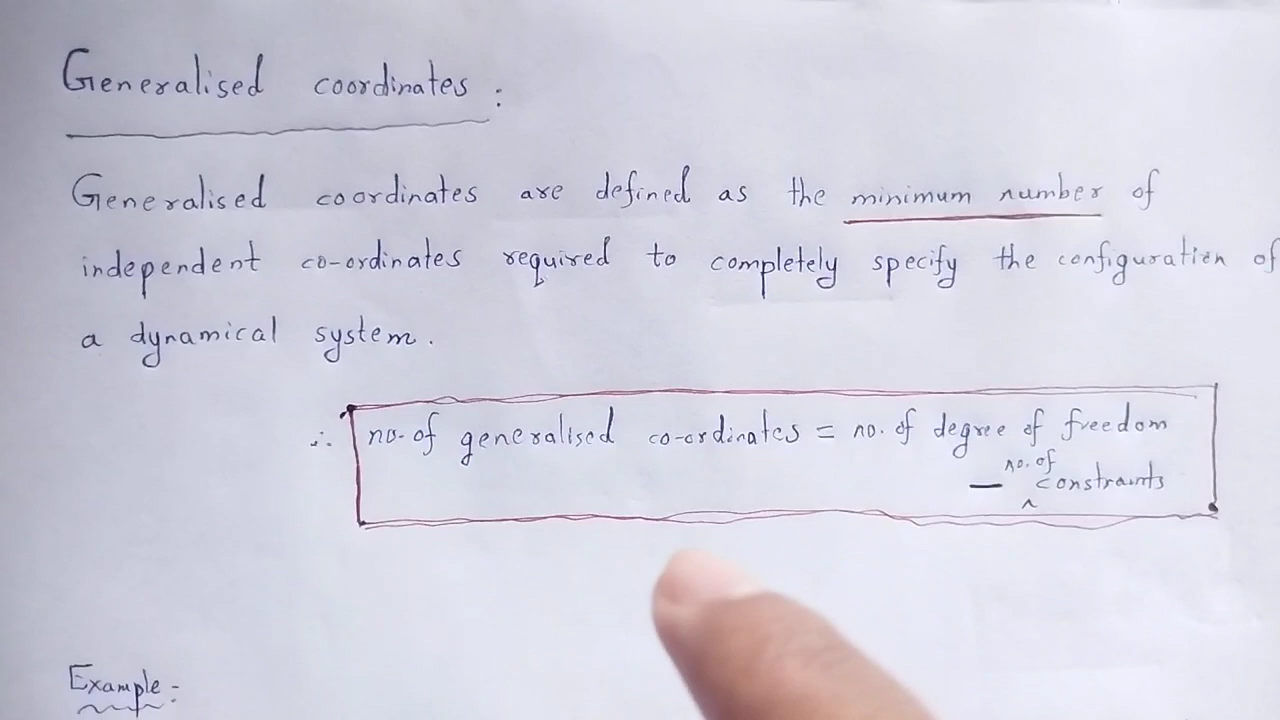 Generalised coordinates :
Generalised coordinates are defined as the minimum number of
independent co-ordinates required to completely specify the configuration of
a dynamical system.
∴ no. of generalised co-ordinates = no. of degree of freedom
— no. of constraints
Example :-